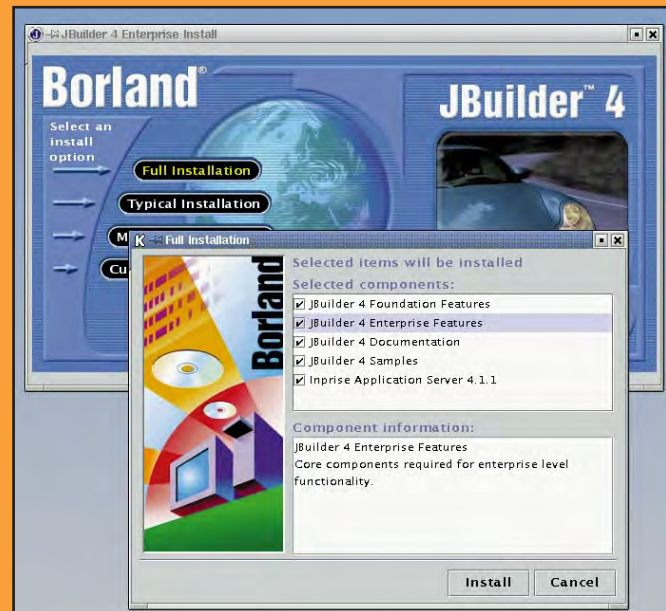 JBuilder 4 Enterprise Install
Borland®
JBuilder™ 4
Select an
install
option
Full Installation
Typical Installation
M
Cu
K Full Installation
Borland
Selected items will be installed
Selected components:
JBuilder 4 Foundation Features
JBuilder 4 Enterprise Features
JBuilder 4 Documentation
JBuilder 4 Samples
Inprise Application Server 4.1.1
Component information:
JBuilder 4 Enterprise Features
Core components required for enterprise level
functionality.
Install Cancel